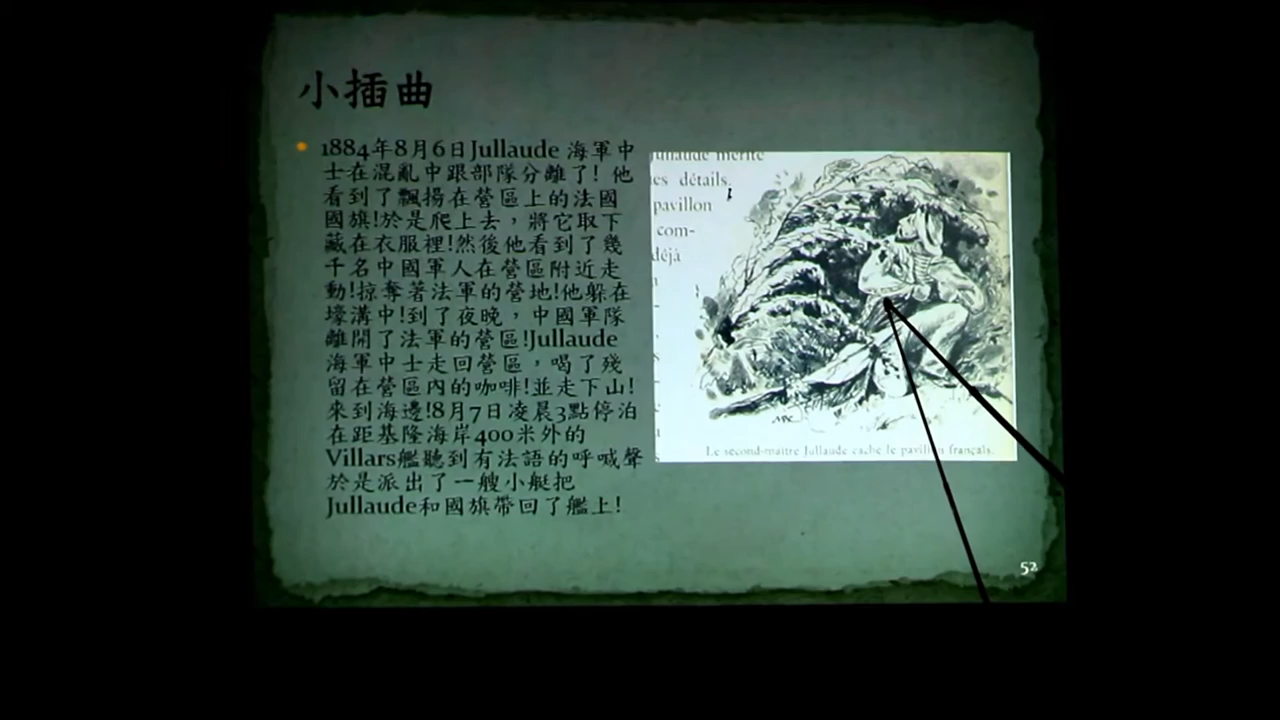 小插曲
1884年8月6日Jullaude 海軍中
士在混亂中跟部隊分離了! 他
看到了飄揚在營區上的法國
國旗!於是爬上去，將它取下
藏在衣服裡!然後他看到了幾
千名中國軍人在營區附近走
動!掠奪著法軍的營地!他躲在
壕溝中!到了夜晚，中國軍隊
離開了法軍的營區!Jullaude
海軍中士走回營區，喝了殘
留在營區內的咖啡!並走下山!
來到海邊!8月7日凌晨3點停泊
在距基隆海岸400米外的
Villars艦聽到有法語的呼喊聲
於是派出了一艘小艇把
Jullaude和國旗帶回了艦上!
Jullaude mérite
es détails.
pavillon
com-
déjà
Le second-maître Jullaude cache le pavillon français.
52